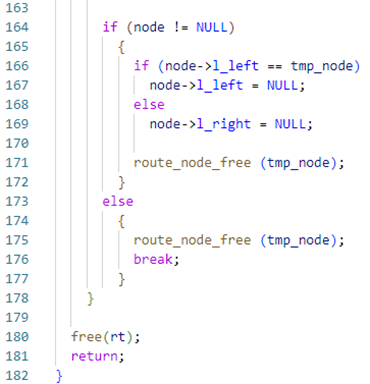 163
164 if (node != NULL)
165 {
166 if (node->l_left == tmp_node)
167 node->l_left = NULL;
168 else
169 node->l_right = NULL;
170
171 route_node_free (tmp_node);
172 }
173 else
174 {
175 route_node_free (tmp_node);
176 break;
177 }
178 }
179
180 free(rt);
181 return;
182 }